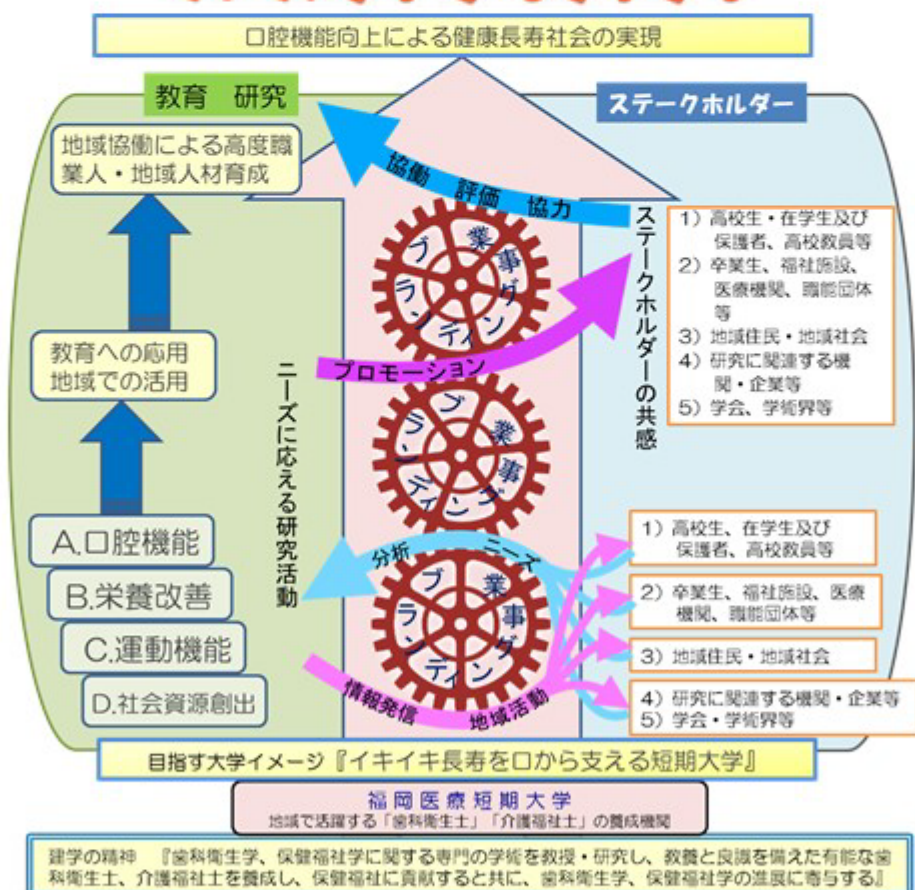 口腔機能向上による健康長寿社会の実現
教育 研究
ステークホルダー
地域協働による高度職
業人・地域人材育成
協働 評価 協力
ステークホルダーの共感
1）高校生・在学生及び
保護者、高校教員等
2）卒業生、福祉施設、
医療機関、職能団体
等
3）地域住民・地域社会
4）研究に関連する機
関・企業等
5）学会、学術界等
ブランディング事業
教育への応用
地域での活用
プロモーション
ニーズに応える研究活動
ブランディング事業
A.口腔機能
B.栄養改善
C.運動機能
D.社会資源創出
分析 ニーズ
ブランディング事業
情報発信 地域活動
1）高校生、在学生及び
保護者、高校教員等
2）卒業生、福祉施設、医療
機関、職能団体等
3）地域住民・地域社会
4）研究に関連する機関・企業等
5）学会・学術界等
目指す大学イメージ『イキイキ長寿を口から支える短期大学』
福岡医療短期大学
地域で活躍する「歯科衛生士」「介護福祉士」の養成機関
建学の精神 『歯科衛生学、保健福祉学に関する専門の学術を教授・研究し、教養と良識を備えた有能な歯
科衛生士、介護福祉士を養成し、保健福祉に貢献すると共に、歯科衛生学、保健福祉学の進展に寄与する』